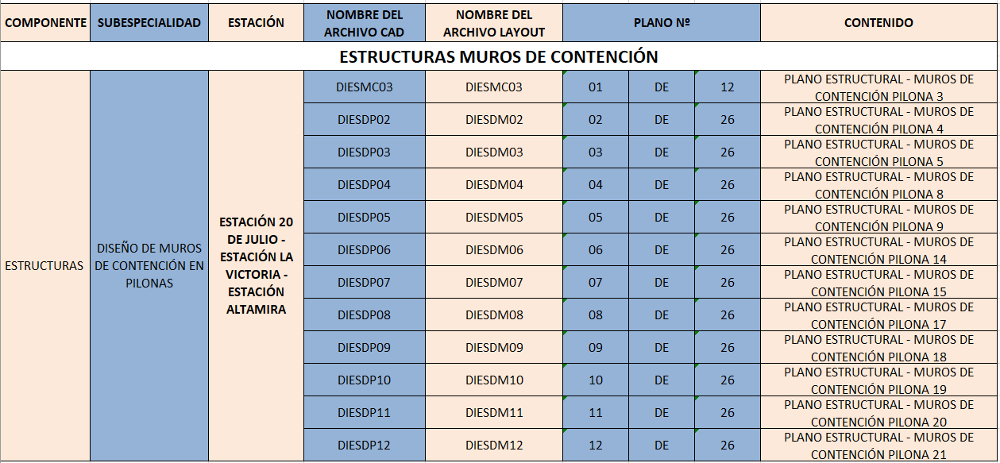 COMPONENTE SUBESPECIALIDAD ESTACIÓN NOMBRE DEL ARCHIVO CAD NOMBRE DEL ARCHIVO LAYOUT PLANO Nº CONTENIDO
ESTRUCTURAS MUROS DE CONTENCIÓN
ESTRUCTURAS
DISEÑO DE MUROS
DE CONTENCIÓN EN
PILONAS
ESTACIÓN 20
DE JULIO -
ESTACIÓN LA
VICTORIA -
ESTACIÓN
ALTAMIRA
DIESMC03 DIESMC03 01 DE 12 PLANO ESTRUCTURAL - MUROS DE
CONTENCIÓN PILONA 3
DIESDP02 DIESDM02 02 DE 26 PLANO ESTRUCTURAL - MUROS DE
CONTENCIÓN PILONA 4
DIESDP03 DIESDM03 03 DE 26 PLANO ESTRUCTURAL - MUROS DE
CONTENCIÓN PILONA 5
DIESDP04 DIESDM04 04 DE 26 PLANO ESTRUCTURAL - MUROS DE
CONTENCIÓN PILONA 8
DIESDP05 DIESDM05 05 DE 26 PLANO ESTRUCTURAL - MUROS DE
CONTENCIÓN PILONA 9
DIESDP06 DIESDM06 06 DE 26 PLANO ESTRUCTURAL - MUROS DE
CONTENCIÓN PILONA 14
DIESDP07 DIESDM07 07 DE 26 PLANO ESTRUCTURAL - MUROS DE
CONTENCIÓN PILONA 15
DIESDP08 DIESDM08 08 DE 26 PLANO ESTRUCTURAL - MUROS DE
CONTENCIÓN PILONA 17
DIESDP09 DIESDM09 09 DE 26 PLANO ESTRUCTURAL - MUROS DE
CONTENCIÓN PILONA 18
DIESDP10 DIESDM10 10 DE 26 PLANO ESTRUCTURAL - MUROS DE
CONTENCIÓN PILONA 19
DIESDP11 DIESDM11 11 DE 26 PLANO ESTRUCTURAL - MUROS DE
CONTENCIÓN PILONA 20
DIESDP12 DIESDM12 12 DE 26 PLANO ESTRUCTURAL - MUROS DE
CONTENCIÓN PILONA 21